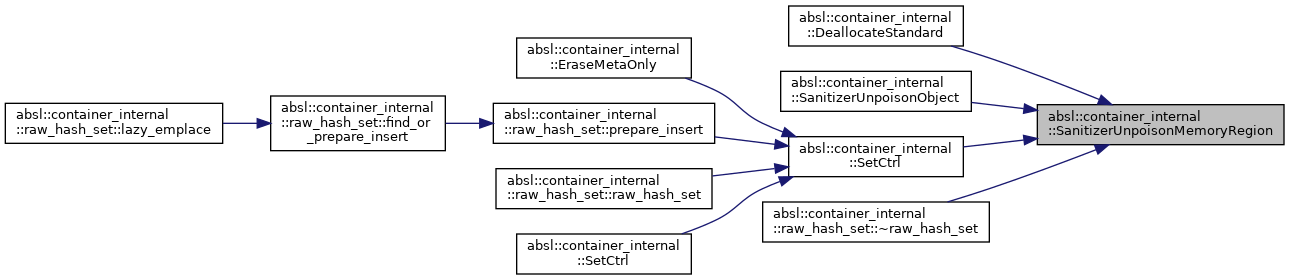 absl::container_internal
::raw_hash_set::lazy_emplace
absl::container_internal
::raw_hash_set::find_or
_prepare_insert
absl::container_internal
::EraseMetaOnly
absl::container_internal
::raw_hash_set::prepare_insert
absl::container_internal
::raw_hash_set::raw_hash_set
absl::container_internal
::SetCtrl
absl::container_internal
::DeallocateStandard
absl::container_internal
::SanitizerUnpoisonObject
absl::container_internal
::SetCtrl
absl::container_internal
::raw_hash_set::~raw_hash_set
absl::container_internal
::SanitizerUnpoisonMemoryRegion